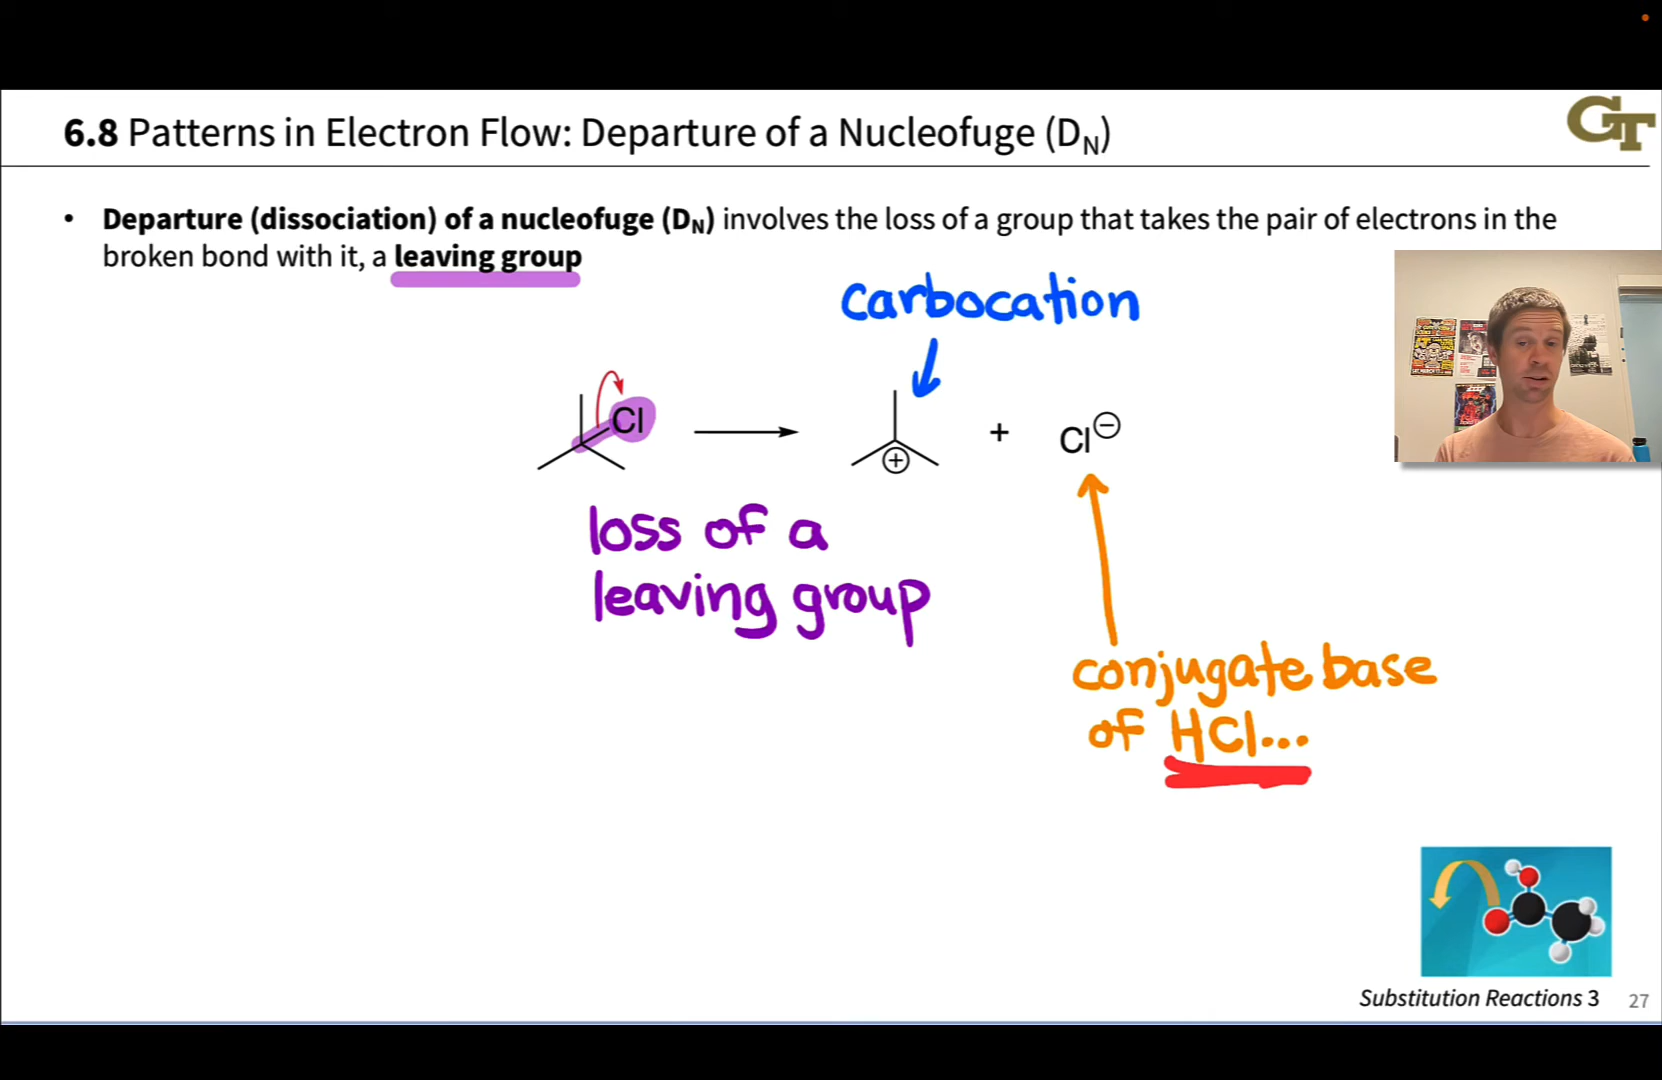 6.8 Patterns in Electron Flow: Departure of a Nucleofuge (DN)
GT
• Departure (dissociation) of a nucleofuge (DN) involves the loss of a group that takes the pair of electrons in the
broken bond with it, a leaving group
carbocation
Cl
⊕
+
Cl⊖
loss of a
leaving group
conjugate base
of HCl...
Substitution Reactions 3
27